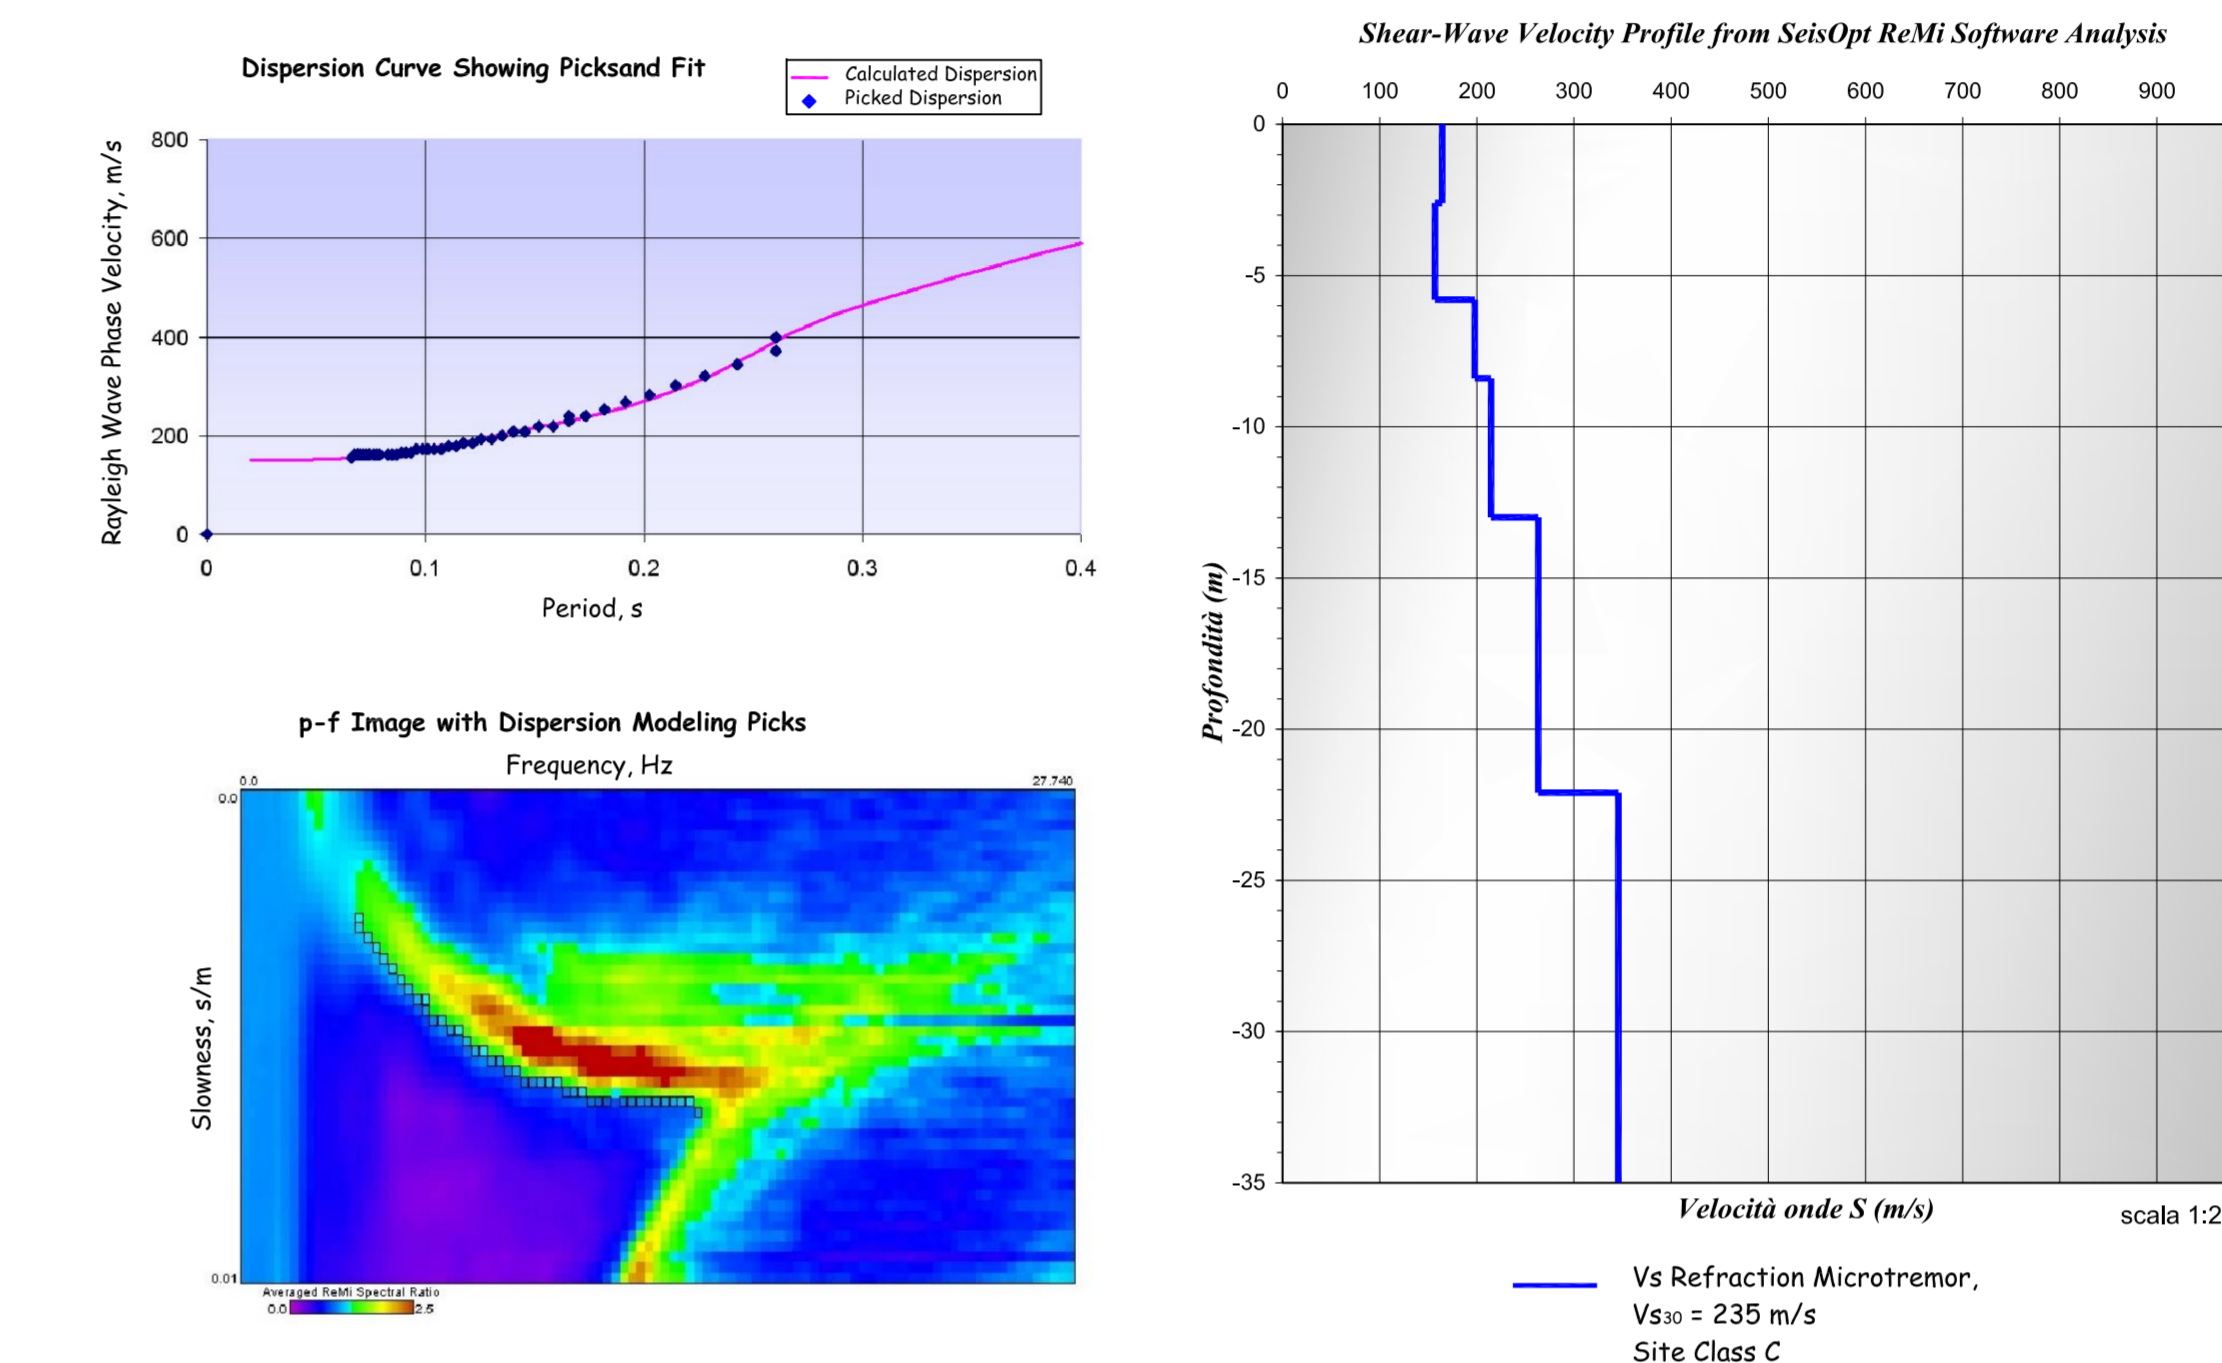 Dispersion Curve Showing Picksand Fit
Calculated Dispersion
Picked Dispersion
Rayleigh Wave Phase Velocity, m/s
800
600
400
200
0
0 0.1 0.2 0.3 0.4
Period, s
p-f Image with Dispersion Modeling Picks
Frequency, Hz
0.0 27.740
0.0
Slowness, s/m
0.01
Averaged ReMi Spectral Ratio
0.0 2.5
Shear-Wave Velocity Profile from SeisOpt ReMi Software Analysis
0 100 200 300 400 500 600 700 800 900
0
-5
-10
-15
-20
-25
-30
-35
Profondità (m)
Velocità onde S (m/s)
scala 1:2
Vs Refraction Microtremor,
Vs30 = 235 m/s
Site Class C